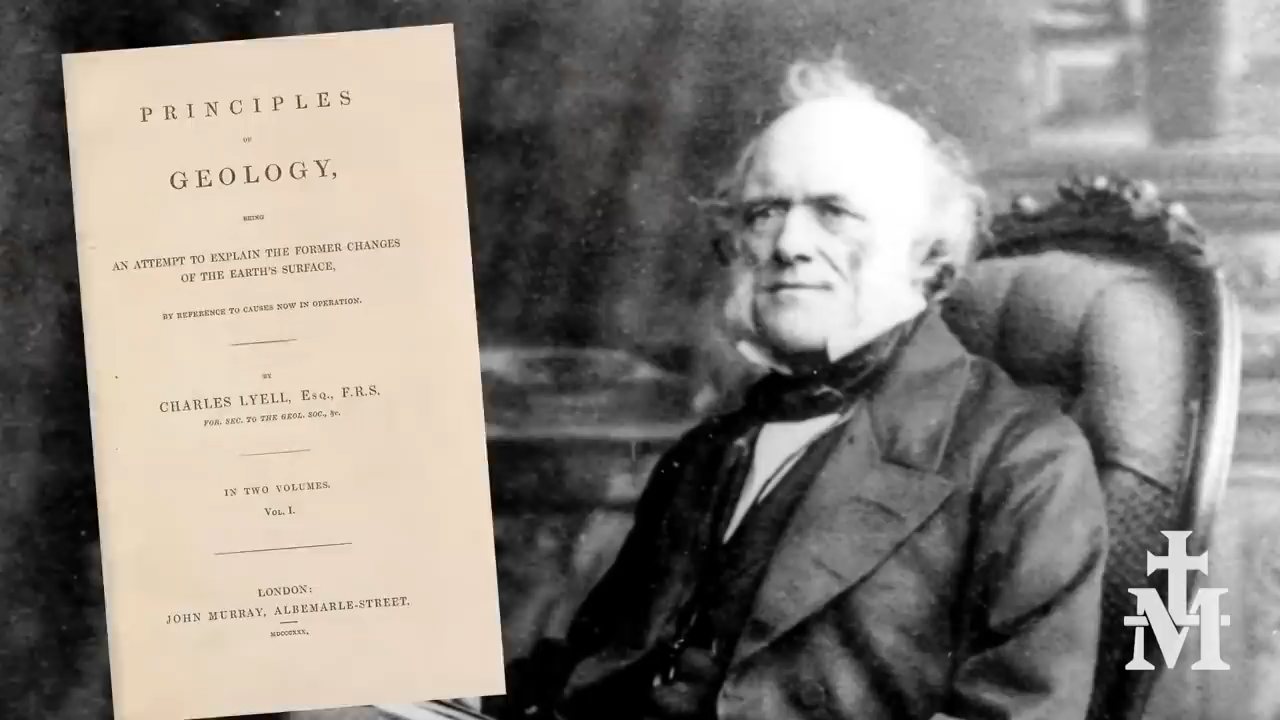 PRINCIPLES
OF
GEOLOGY,
BEING
AN ATTEMPT TO EXPLAIN THE FORMER CHANGES
OF THE EARTH'S SURFACE,
BY REFERENCE TO CAUSES NOW IN OPERATION.
BY
CHARLES LYELL, Esq., F.R.S.
FOR. SEC. TO THE GEOL. SOC., &c.
IN TWO VOLUMES.
Vol. I.
LONDON:
JOHN MURRAY, ALBEMARLE-STREET.
MDCCCXXX.
M